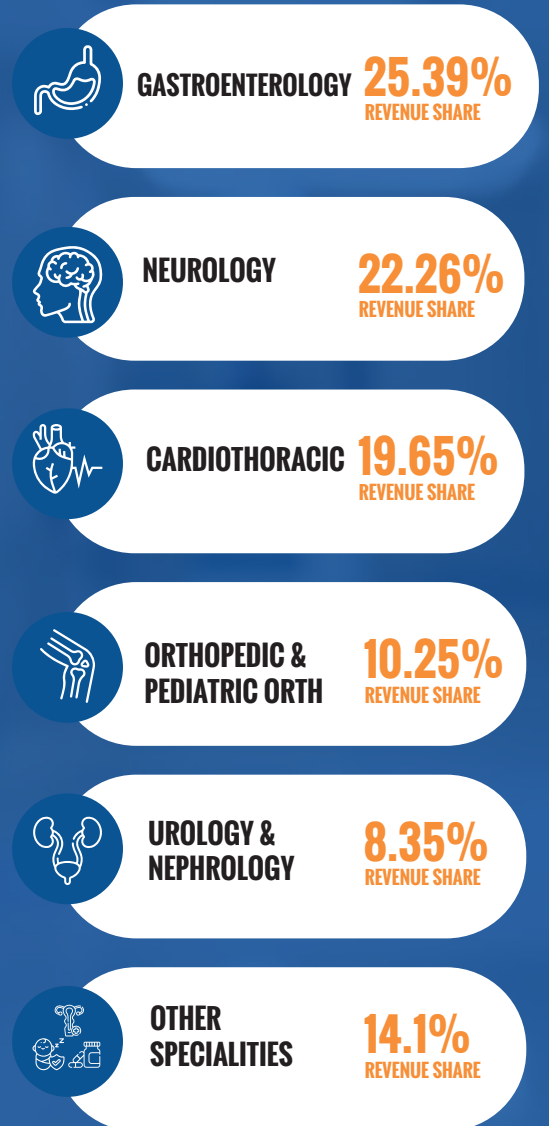 GASTROENTEROLOGY 25.39%
REVENUE SHARE
NEUROLOGY 22.26%
REVENUE SHARE
CARDIOTHORACIC 19.65%
REVENUE SHARE
ORTHOPEDIC &
PEDIATRIC ORTH
10.25%
REVENUE SHARE
UROLOGY &
NEPHROLOGY
8.35%
REVENUE SHARE
OTHER
SPECIALITIES
14.1%
REVENUE SHARE